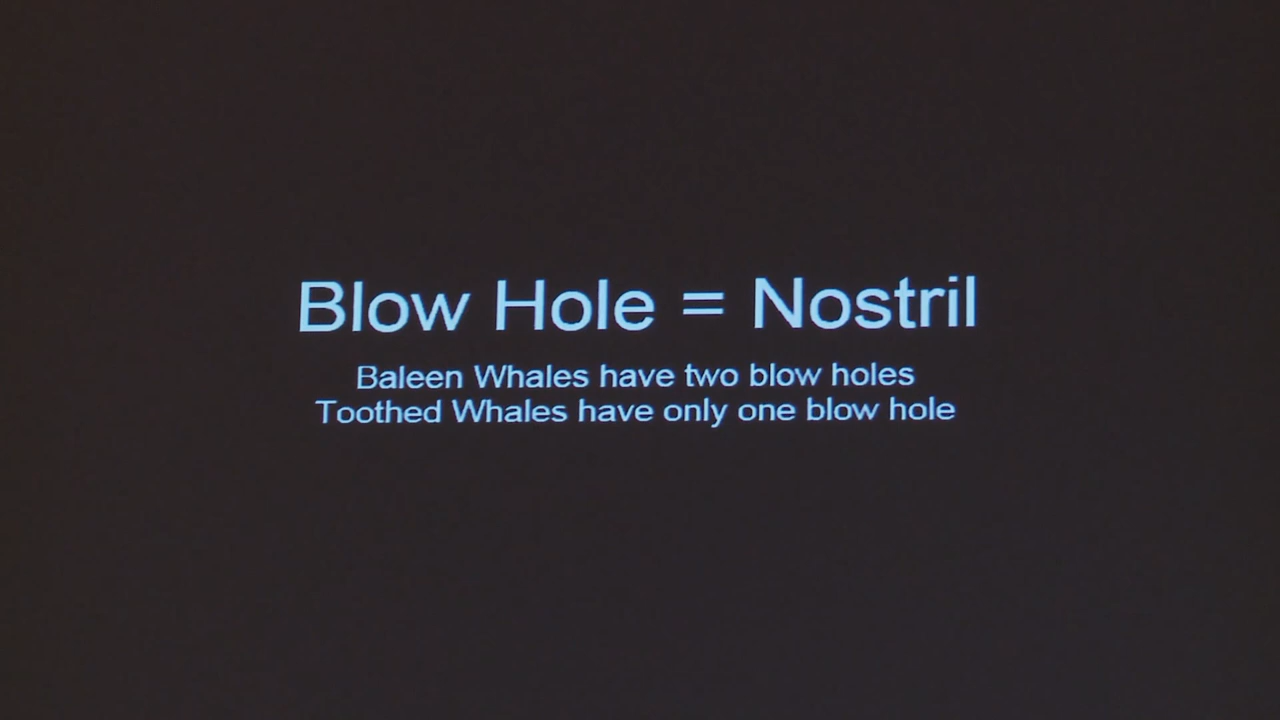 Blow Hole = Nostril
Baleen Whales have two blow holes
Toothed Whales have only one blow hole